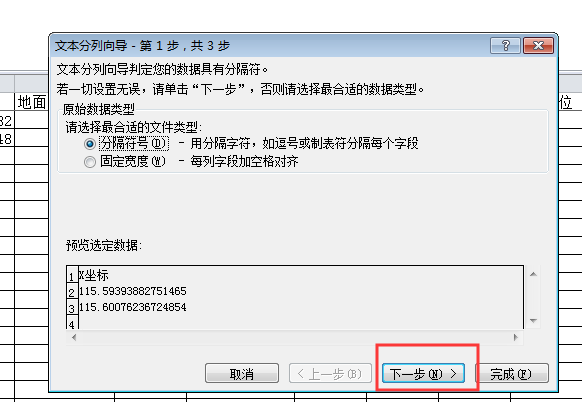 文本分列向导 - 第 1 步，共 3 步
文本分列向导判定您的数据具有分隔符。
若一切设置无误，请单击“下一步”，否则请选择最合适的数据类型。
地面
位
32
48
原始数据类型
请选择最合适的文件类型:
分隔符号(D) - 用分隔字符，如逗号或制表符分隔每个字段
固定宽度(W) - 每列字段加空格对齐
预览选定数据:
1 X坐标
2 115.59393882751465
3 115.60076236724854
4
取消
< 上一步(B)
下一步(N) >
完成(F)